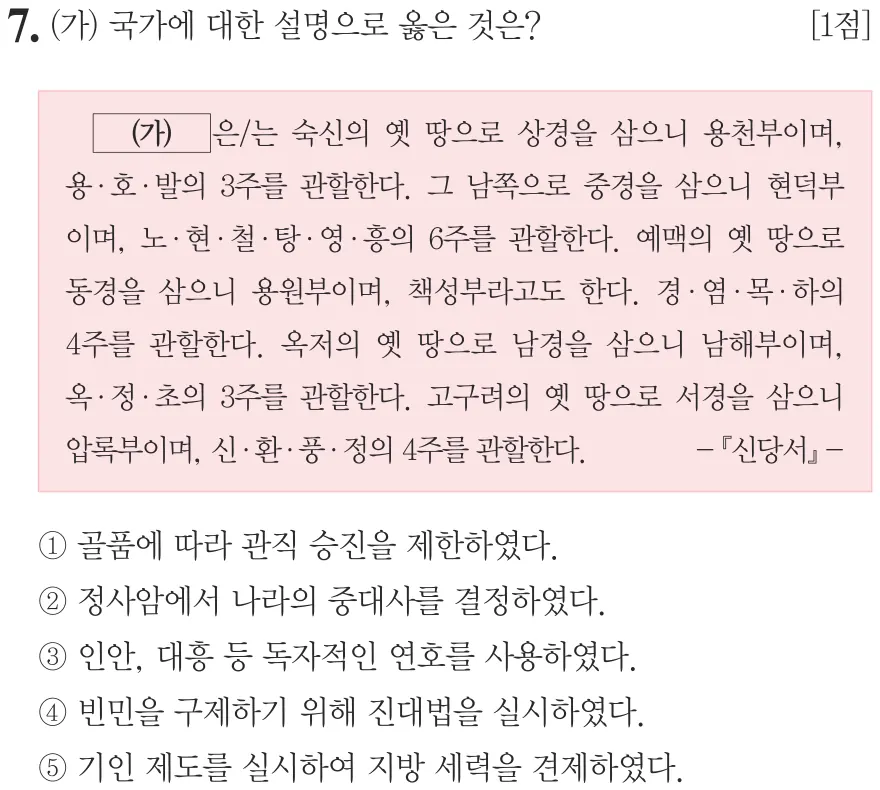 7. (가) 국가에 대한 설명으로 옳은 것은? [1점]
(가) 은/는 숙신의 옛 땅으로 상경을 삼으니 용천부이며,
용·호·발의 3주를 관할한다. 그 남쪽으로 중경을 삼으니 현덕부
이며, 노·현·철·탕·영·흥의 6주를 관할한다. 예맥의 옛 땅으로
동경을 삼으니 용원부이며, 책성부라고도 한다. 경·염·목·하의
4주를 관할한다. 옥저의 옛 땅으로 남경을 삼으니 남해부이며,
옥·정·초의 3주를 관할한다. 고구려의 옛 땅으로 서경을 삼으니
압록부이며, 신·환·풍·정의 4주를 관할한다. －『신당서』－
① 골품에 따라 관직 승진을 제한하였다.
② 정사암에서 나라의 중대사를 결정하였다.
③ 인안, 대흥 등 독자적인 연호를 사용하였다.
④ 빈민을 구제하기 위해 진대법을 실시하였다.
⑤ 기인 제도를 실시하여 지방 세력을 견제하였다.